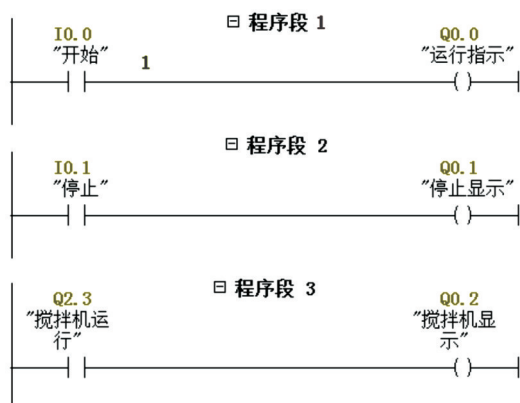 程序段 1
I0.0
"开始"
Q0.0
"运行指示"
1
程序段 2
I0.1
"停止"
Q0.1
"停止显示"
程序段 3
Q2.3
"搅拌机运
行"
Q0.2
"搅拌机显
示"